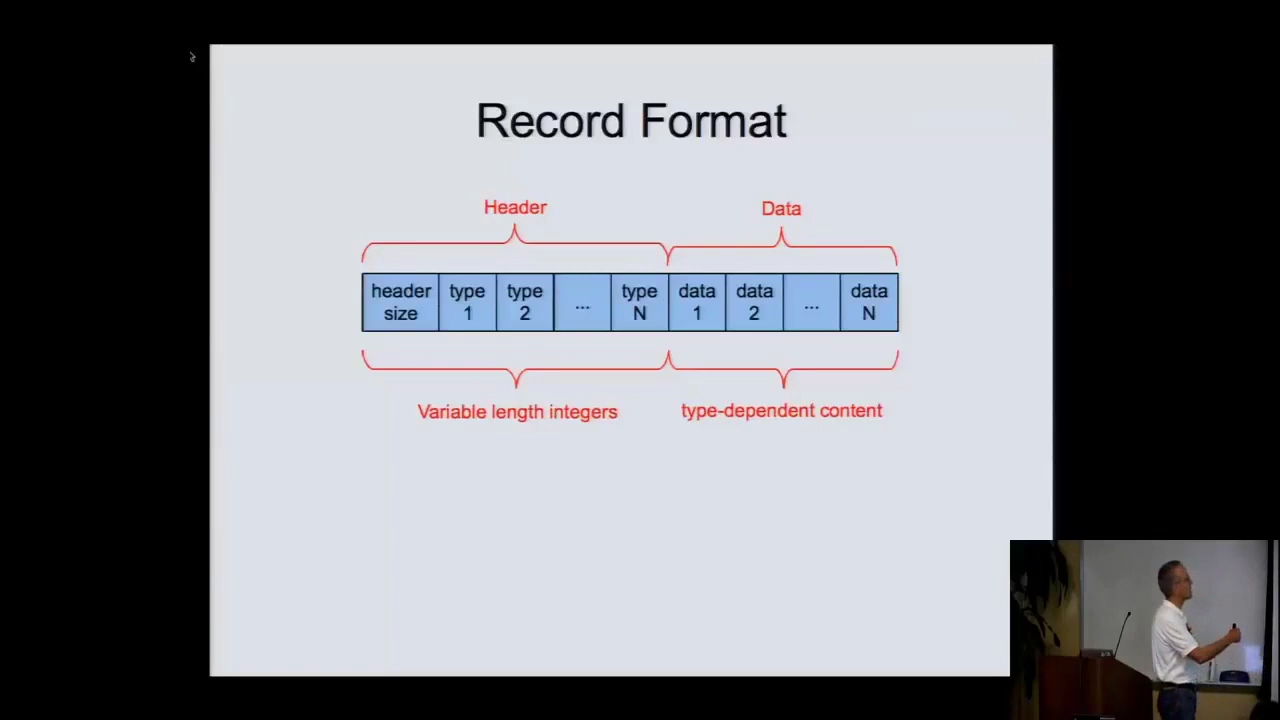 Record Format
Header
Data
header size
type 1
type 2
...
type N
data 1
data 2
...
data N
Variable length integers
type-dependent content